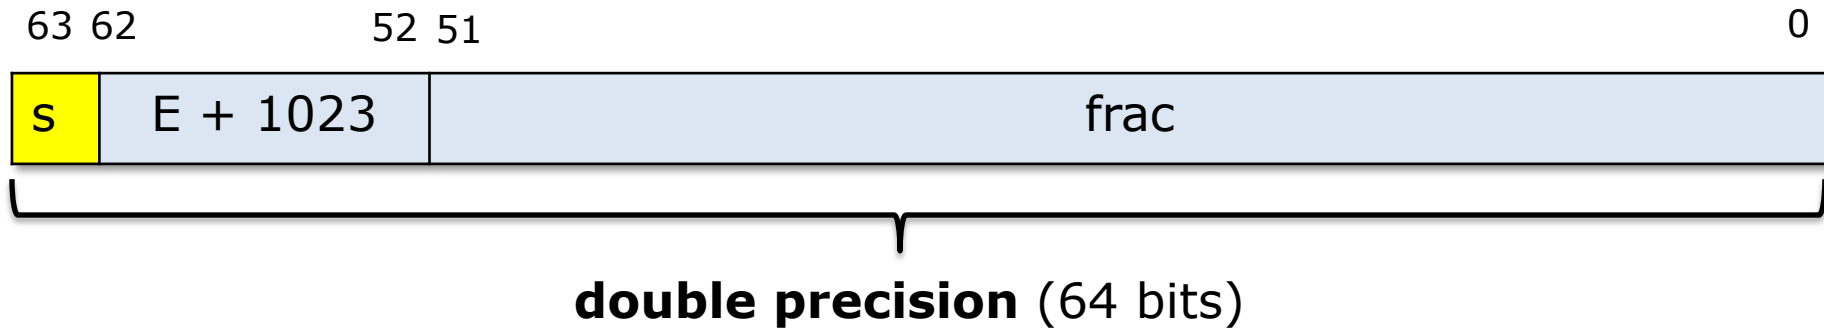 63 62 52 51 0
s E + 1023 frac
double precision (64 bits)